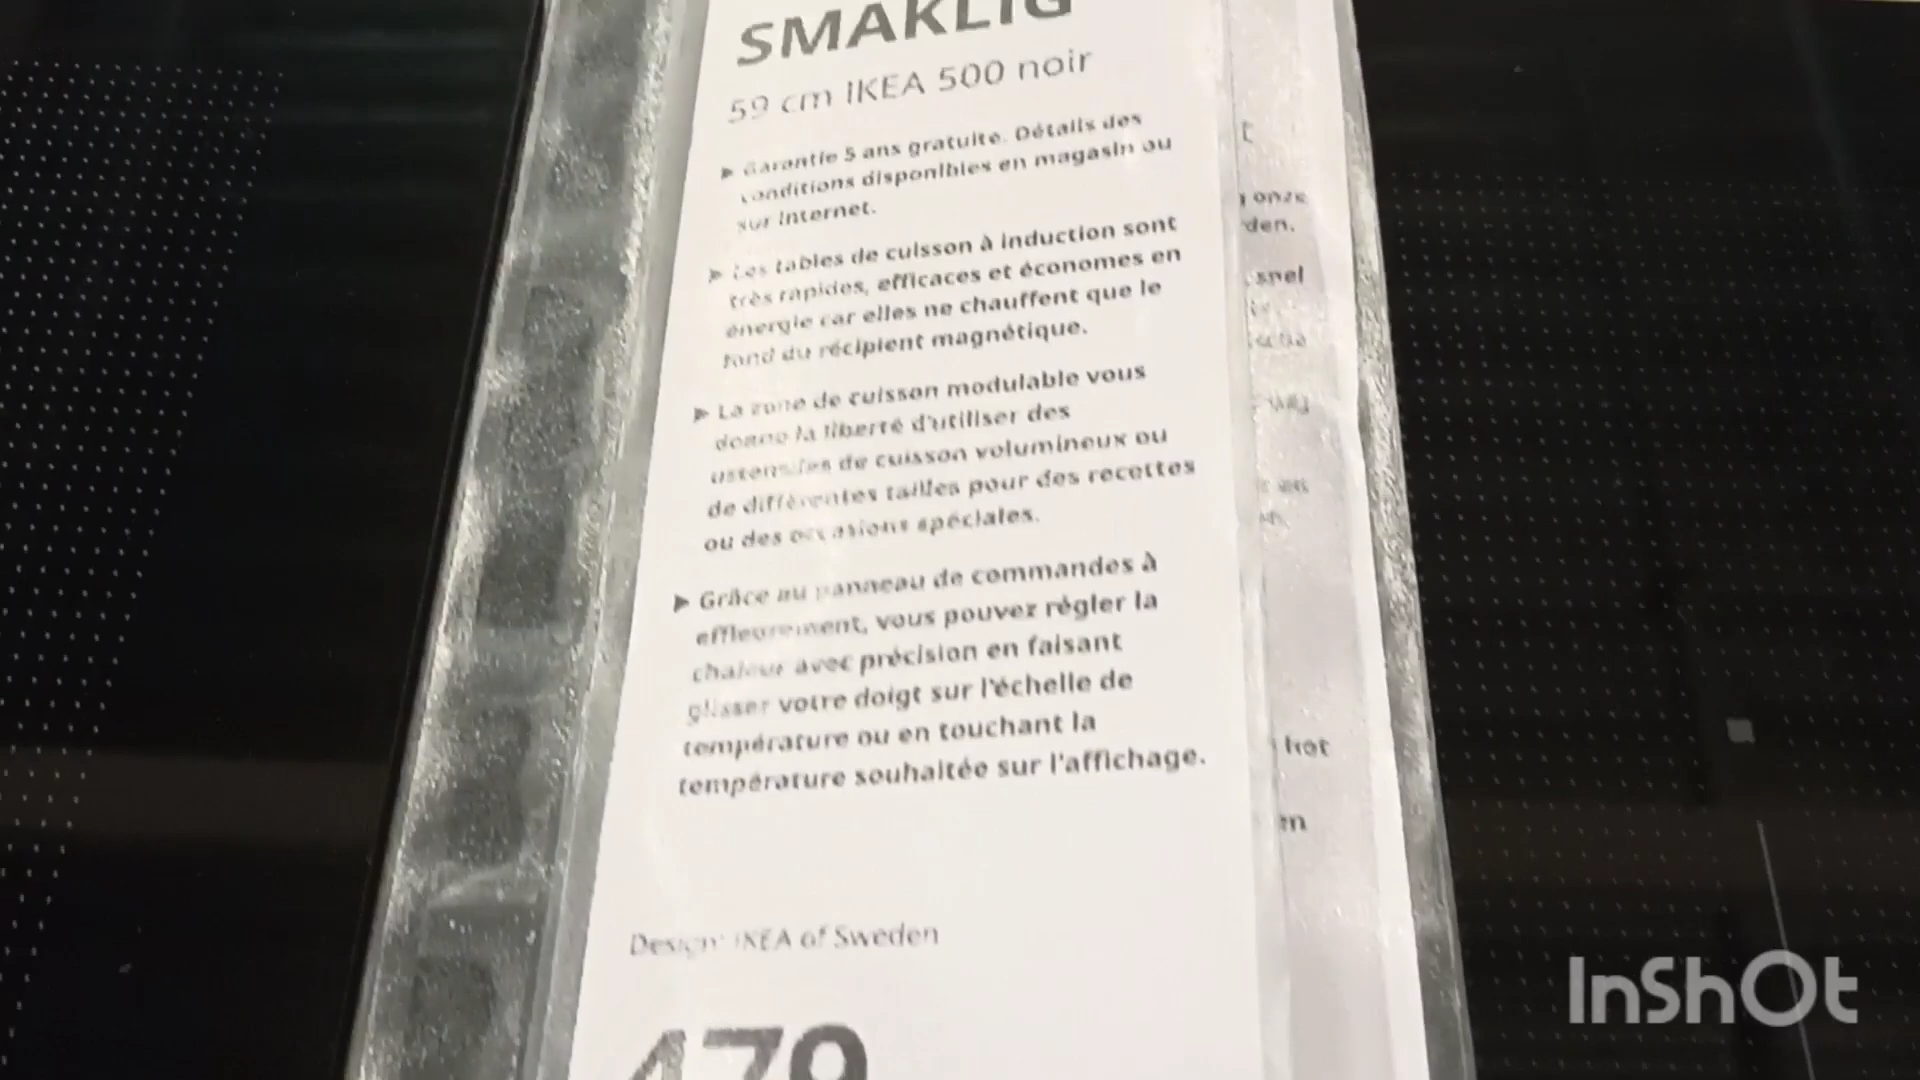 SMAKLIG
59 cm IKEA 500 noir
▶ Garantie 5 ans gratuite. Détails des
conditions disponibles en magasin ou
sur Internet.
▶ Les tables de cuisson à induction sont
très rapides, efficaces et économes en
énergie car elles ne chauffent que le
fond du récipient magnétique.
▶ La zone de cuisson modulable vous
donne la liberté d'utiliser des
ustensiles de cuisson volumineux ou
de différentes tailles pour des recettes
ou des occasions spéciales.
▶ Grâce au panneau de commandes à
effleurement, vous pouvez régler la
chaleur avec précision en faisant
glisser votre doigt sur l'échelle de
température ou en touchant la
température souhaitée sur l'affichage.
Design: IKEA of Sweden
479
onze
den.
snel
het
en
InShOt